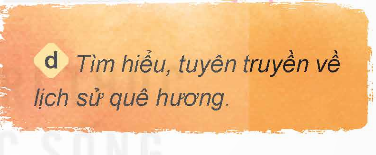 d Tìm hiểu, tuyên truyền về
lịch sử quê hương.